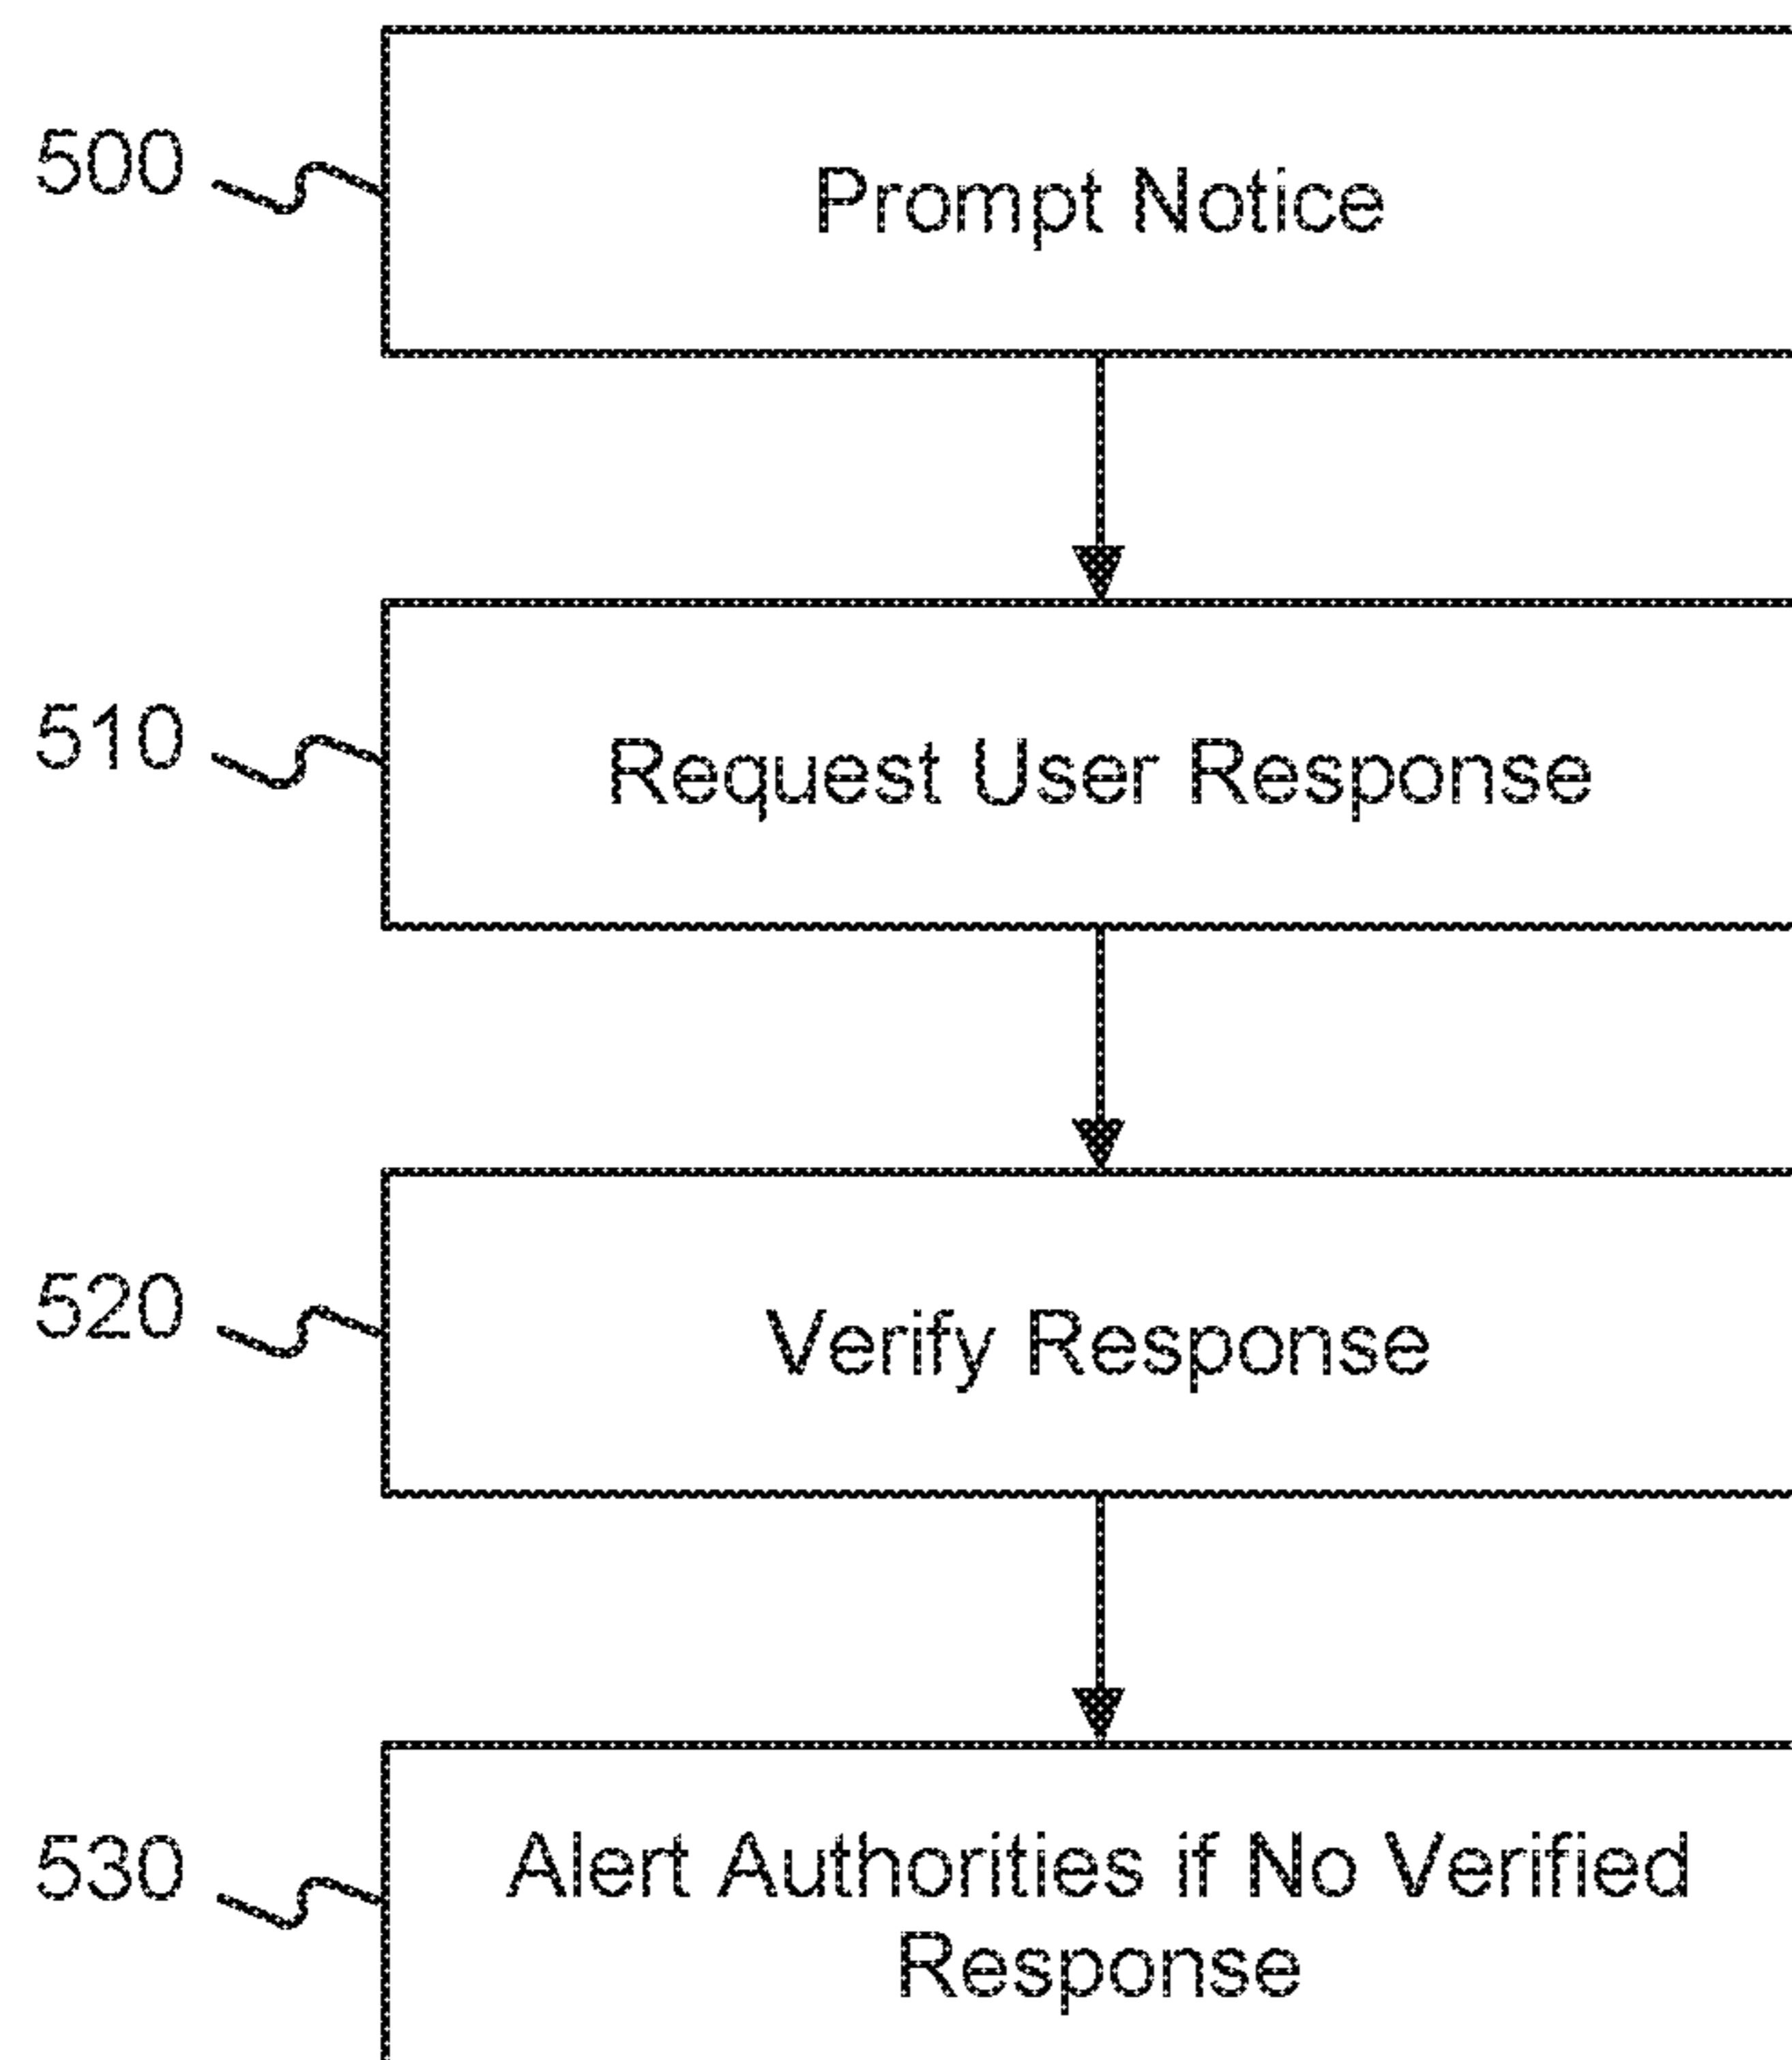 500
Prompt Notice
510
Request User Response
520
Verify Response
530
Alert Authorities if No Verified
Response